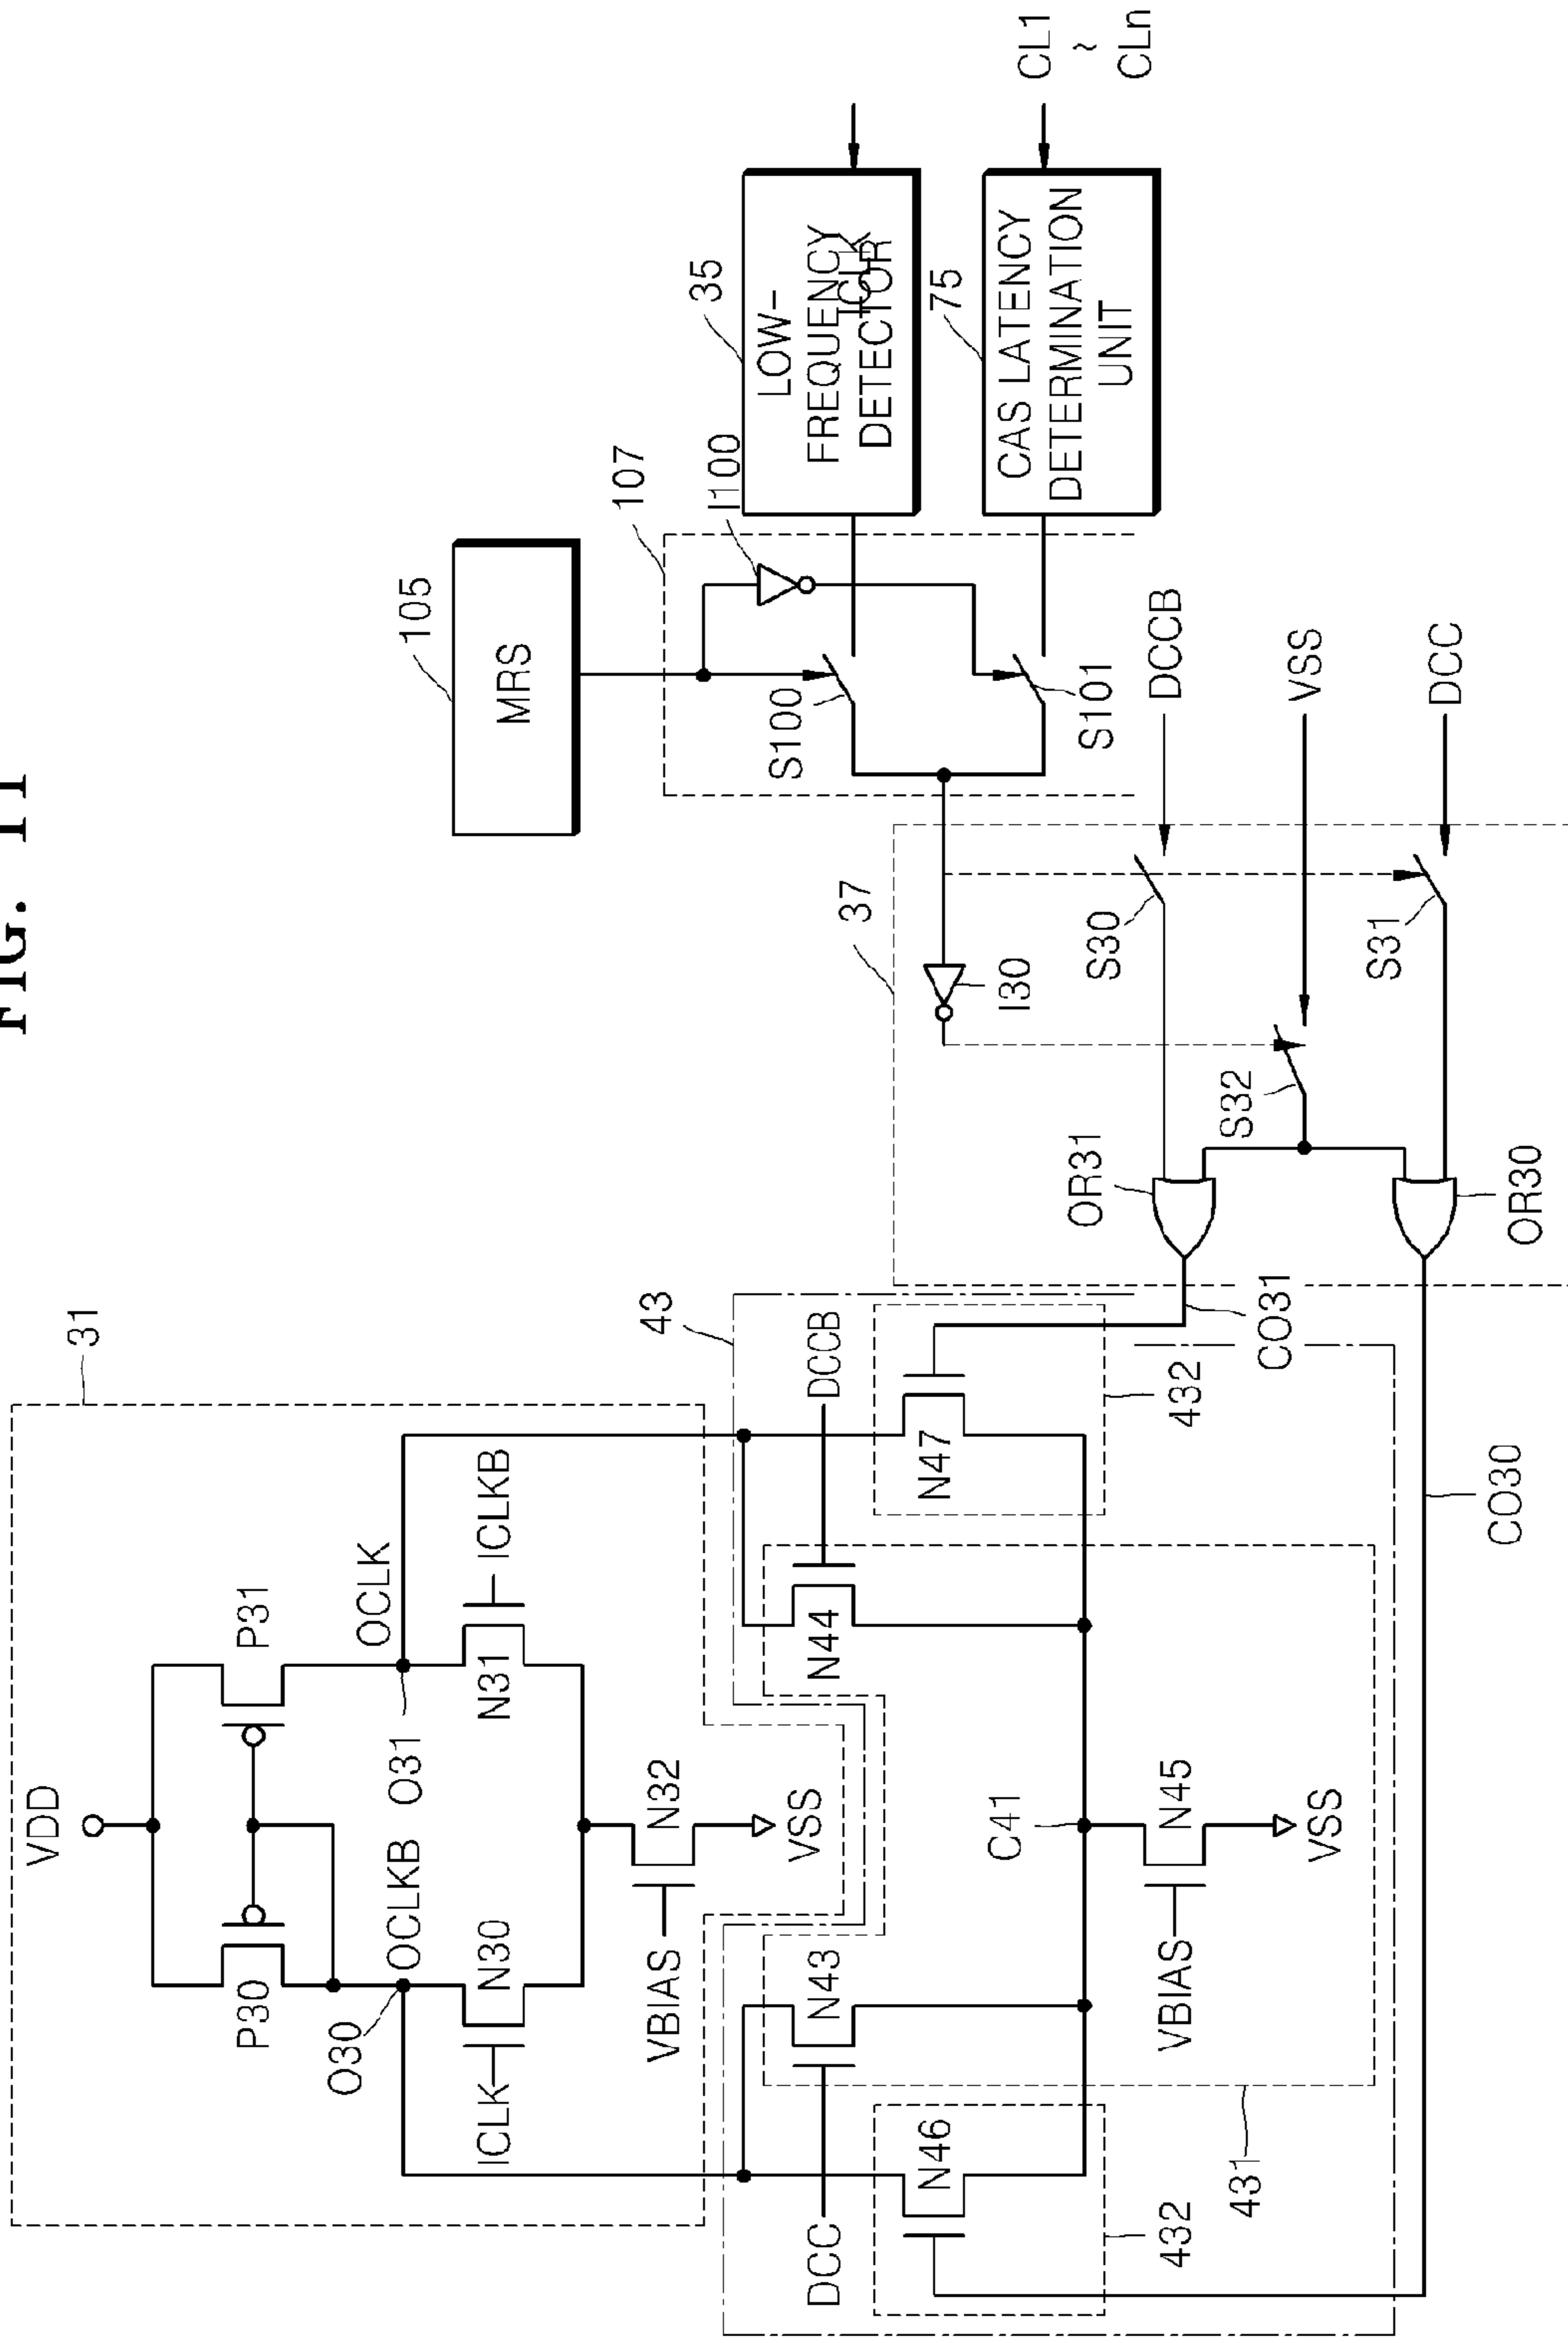 FIG. 11
31
VDD
P30
P31
OCLKB
OCLK
O30
O31
ICLK
N30
N31
ICLKB
VBIAS
N32
VSS
43
DCC
N43
N44
DCCB
432
N46
N47
432
C41
VBIAS
N45
VSS
431
CO31
CO30
105
MRS
107
I100
S100
S101
35
LOW-
FREQUENCY
DETECTOR
ICLK
75
CAS LATENCY
DETERMINATION
UNIT
CL1
~
CLn
37
I30
S30
DCCB
S32
VSS
S31
DCC
OR31
OR30